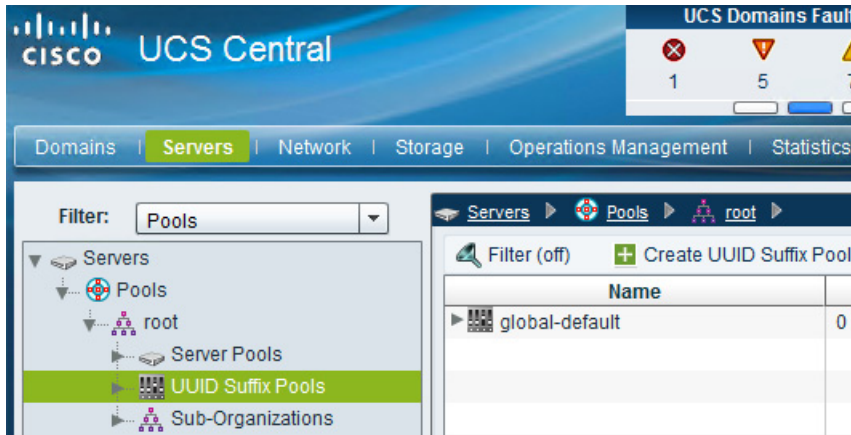 UCS Domains Fault
CISCO UCS Central
1 5
Domains Servers Network Storage Operations Management Statistics
Filter: Pools
Servers Pools root
Servers
Filter (off) Create UUID Suffix Pool
Pools
Name
root
global-default 0
Server Pools
UUID Suffix Pools
Sub-Organizations